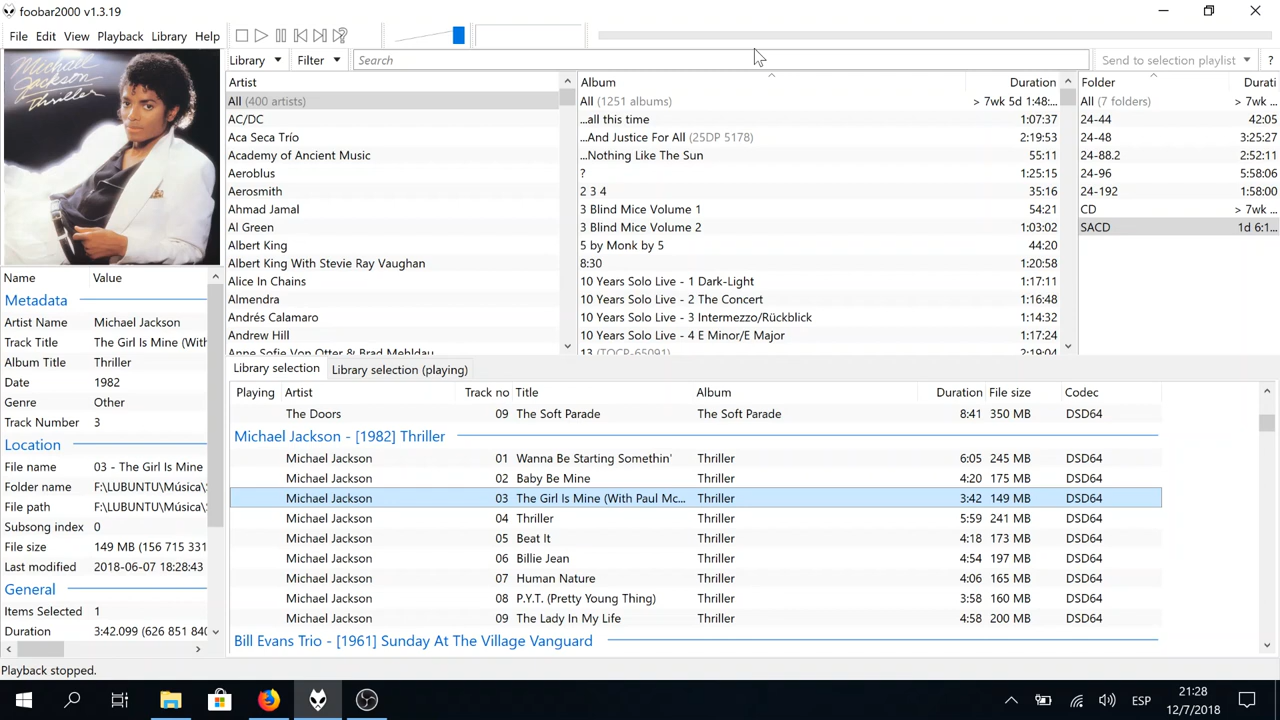 foobar2000 v1.3.19
File Edit View Playback Library Help
Michael Jackson Thriller
Library Filter Search Send to selection playlist ?
Artist
All (400 artists)
AC/DC
Aca Seca Trío
Academy of Ancient Music
Aeroblus
Aerosmith
Ahmad Jamal
Al Green
Albert King
Albert King With Stevie Ray Vaughan
Alice In Chains
Almendra
Andrés Calamaro
Andrew Hill
Anne Sofie Von Otter & Brad Mehldau
Album Duration
All (1251 albums) > 7wk 5d 1:48:...
...all this time 1:07:37
...And Justice For All (25DP 5178) 2:19:53
...Nothing Like The Sun 55:11
? 1:25:15
2 3 4 35:16
3 Blind Mice Volume 1 54:21
3 Blind Mice Volume 2 1:03:02
5 by Monk by 5 44:20
8:30 1:20:58
10 Years Solo Live - 1 Dark-Light 1:17:11
10 Years Solo Live - 2 The Concert 1:16:48
10 Years Solo Live - 3 Intermezzo/Rückblick 1:14:32
10 Years Solo Live - 4 E Minor/E Major 1:17:24
13 (TOCP-65091) 2:19:04
Folder Durati
All (7 folders) > 7wk ...
24-44 42:05
24-48 3:25:27
24-88.2 2:52:11
24-96 5:58:06
24-192 1:58:00
CD > 7wk ...
SACD 1d 6:1...
Name Value
Metadata
Artist Name Michael Jackson
Track Title The Girl Is Mine (With
Album Title Thriller
Date 1982
Genre Other
Track Number 3
Location
File name 03 - The Girl Is Mine
Folder name F:\LUBUNTU\Música\
File path F:\LUBUNTU\Música\
Subsong index 0
File size 149 MB (156 715 331
Last modified 2018-06-07 18:28:43
General
Items Selected 1
Duration 3:42.099 (626 851 840
Library selection Library selection (playing)
Playing Artist Track no Title Album Duration File size Codec
The Doors 09 The Soft Parade The Soft Parade 8:41 350 MB DSD64
Michael Jackson - [1982] Thriller
Michael Jackson 01 Wanna Be Starting Somethin' Thriller 6:05 245 MB DSD64
Michael Jackson 02 Baby Be Mine Thriller 4:20 175 MB DSD64
Michael Jackson 03 The Girl Is Mine (With Paul Mc... Thriller 3:42 149 MB DSD64
Michael Jackson 04 Thriller Thriller 5:59 241 MB DSD64
Michael Jackson 05 Beat It Thriller 4:18 173 MB DSD64
Michael Jackson 06 Billie Jean Thriller 4:54 197 MB DSD64
Michael Jackson 07 Human Nature Thriller 4:06 165 MB DSD64
Michael Jackson 08 P.Y.T. (Pretty Young Thing) Thriller 3:58 160 MB DSD64
Michael Jackson 09 The Lady In My Life Thriller 4:58 200 MB DSD64
Bill Evans Trio - [1961] Sunday At The Village Vanguard
Playback stopped.
ESP
21:28
12/7/2018